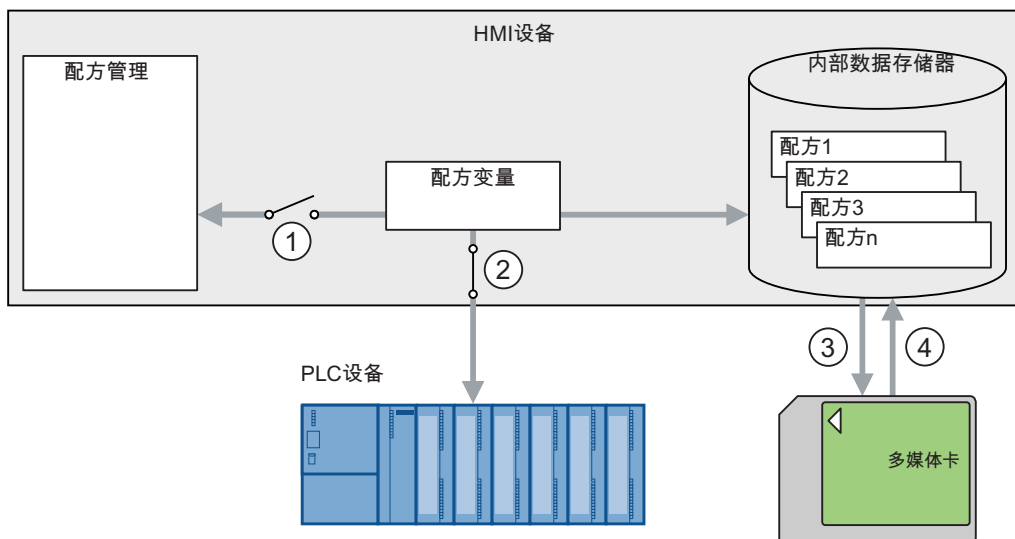 HMI设备
配方管理
内部数据存储器
配方1
配方2
配方3
配方n
配方变量
1
2
3
4
PLC设备
多媒体卡